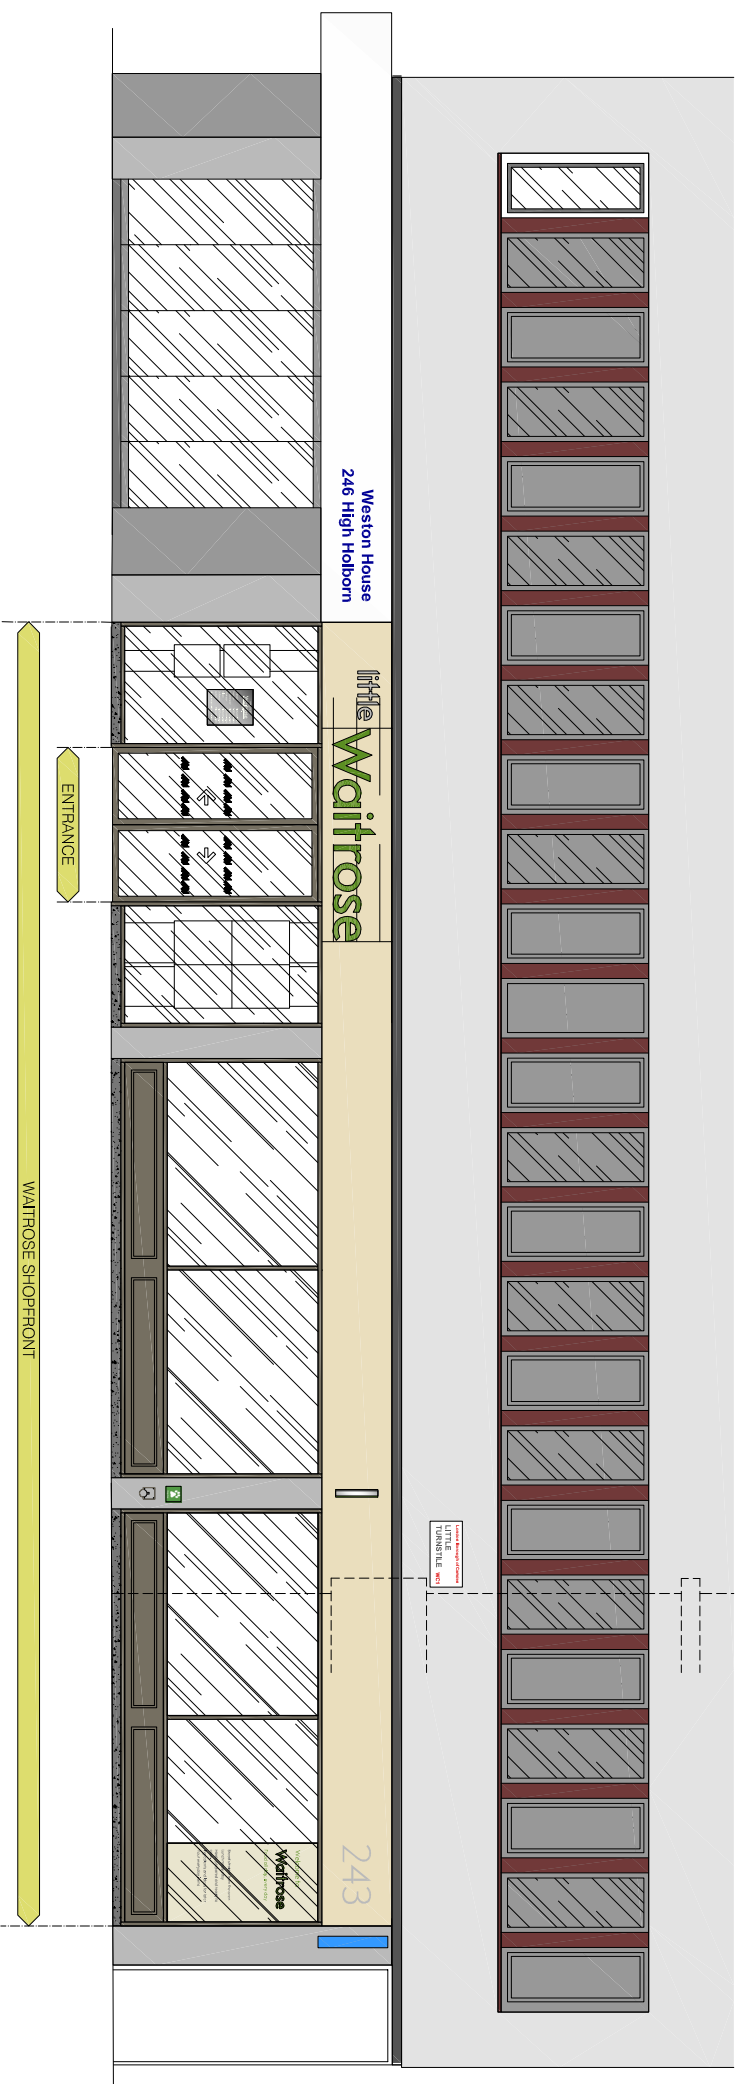 Weston House
246 High Holborn
little
Waitrose
ENTRANCE
WAITROSE SHOPFRONT
LITTLE
TURNSTILE WC1
Waitrose
243